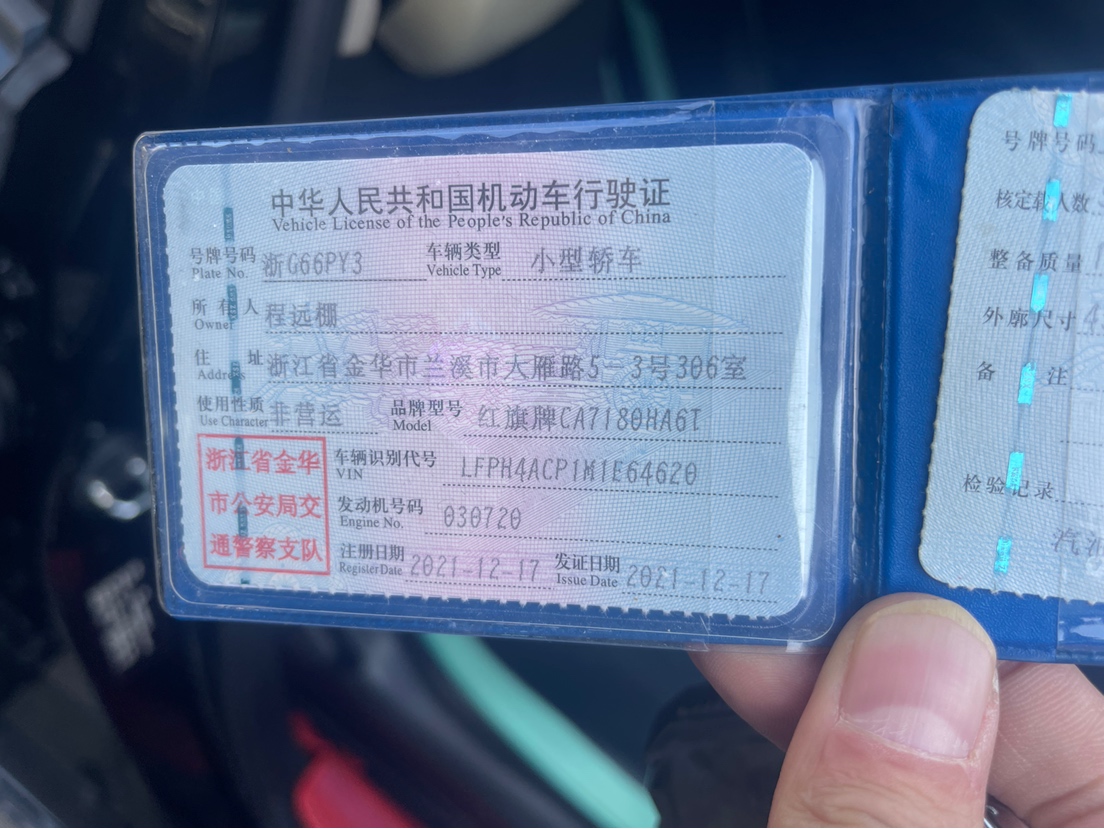 中华人民共和国机动车行驶证
Vehicle License of the People's Republic of China
号牌号码 浙G66PY3 车辆类型 小型轿车
Plate No. Vehicle Type
所有人 程远棚
Owner
住址 浙江省金华市兰溪市大雁路5-3号306室
Address
使用性质 非营运 品牌型号 红旗牌CA7180HA6T
Use Character Model
浙江省金华
市公安局交
通警察支队
车辆识别代号 LFPH4ACP1M1E64620
VIN
发动机号码 030720
Engine No.
注册日期 2021-12-17 发证日期 2021-12-17
Register Date Issue Date
号牌号码
核定载人数
整备质量
外廓尺寸
备注
检验记录
汽油